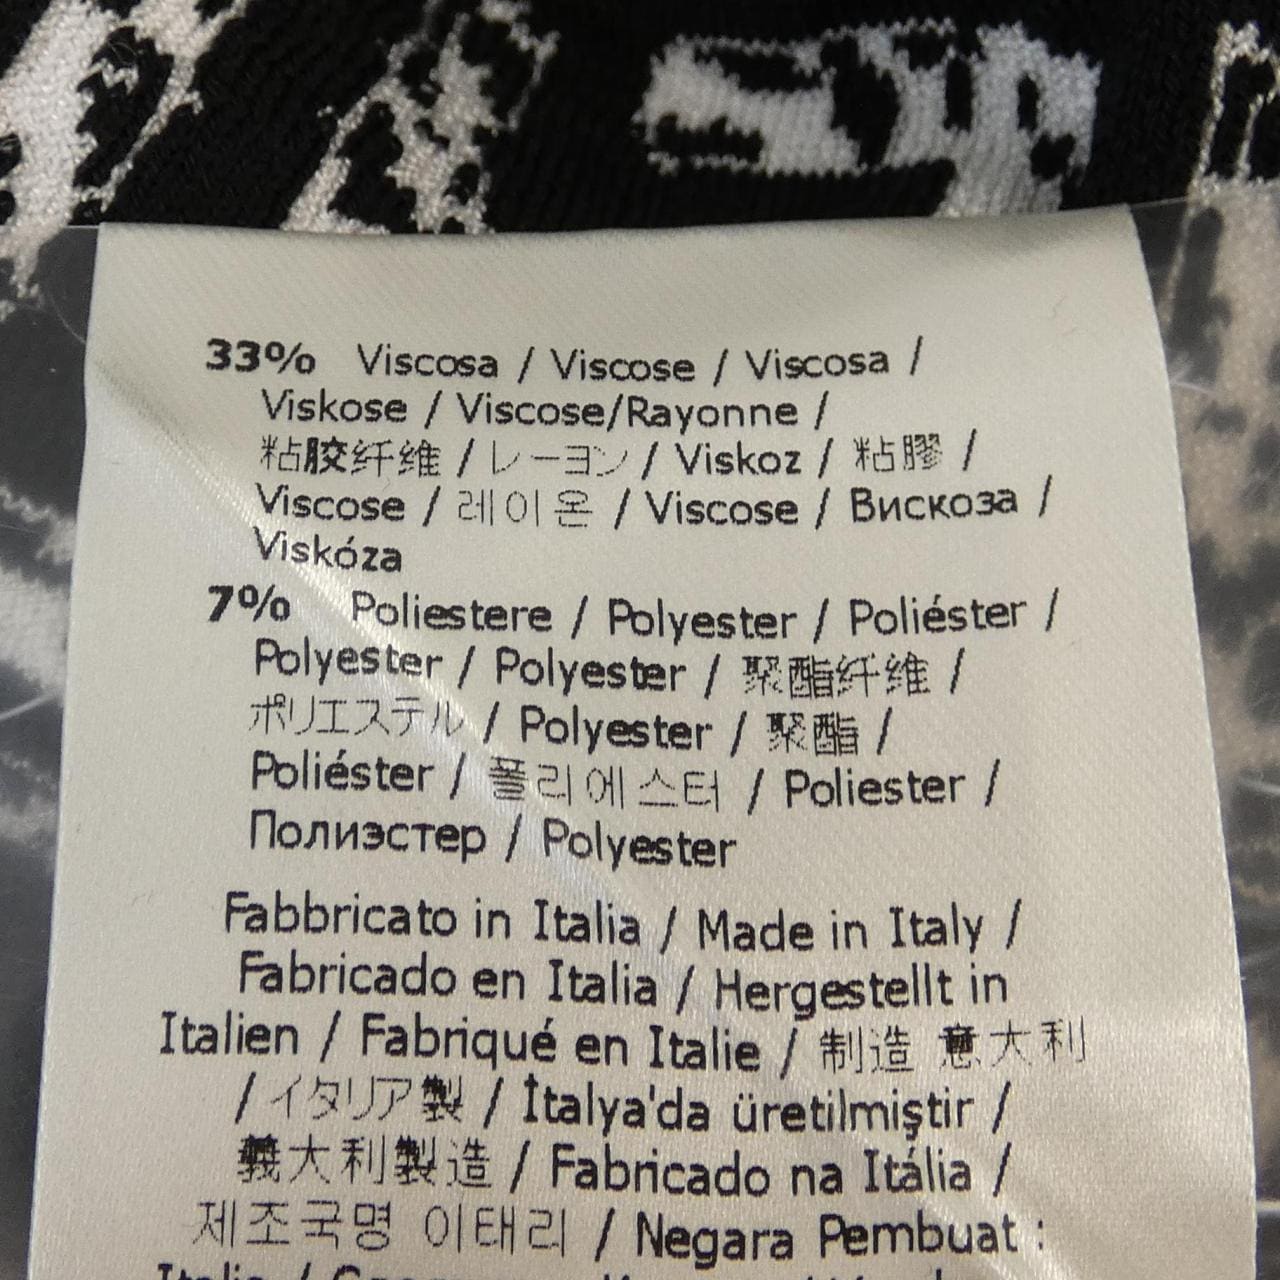 33% Viscosa / Viscose / Viscosa /
Viskose / Viscose/Rayonne /
粘胶纤维 / レーヨン / Viskoz / 粘膠 /
Viscose / 레이온 / Viscose / Вискоза /
Viskóza
7% Poliestere / Polyester / Poliéster /
Polyester / Polyester / 聚酯纤维 /
ポリエステル / Polyester / 聚酯 /
Poliéster / 폴리에스터 / Poliester /
Полиэстер / Polyester
Fabbricato in Italia / Made in Italy /
Fabricado en Italia / Hergestellt in
Italien / Fabriqué en Italie / 制造 意大利
/ イタリア製 / İtalya'da üretilmiştir /
義大利製造 / Fabricado na Itália /
제조국명 이태리 / Negara Pembuat :
Italia /